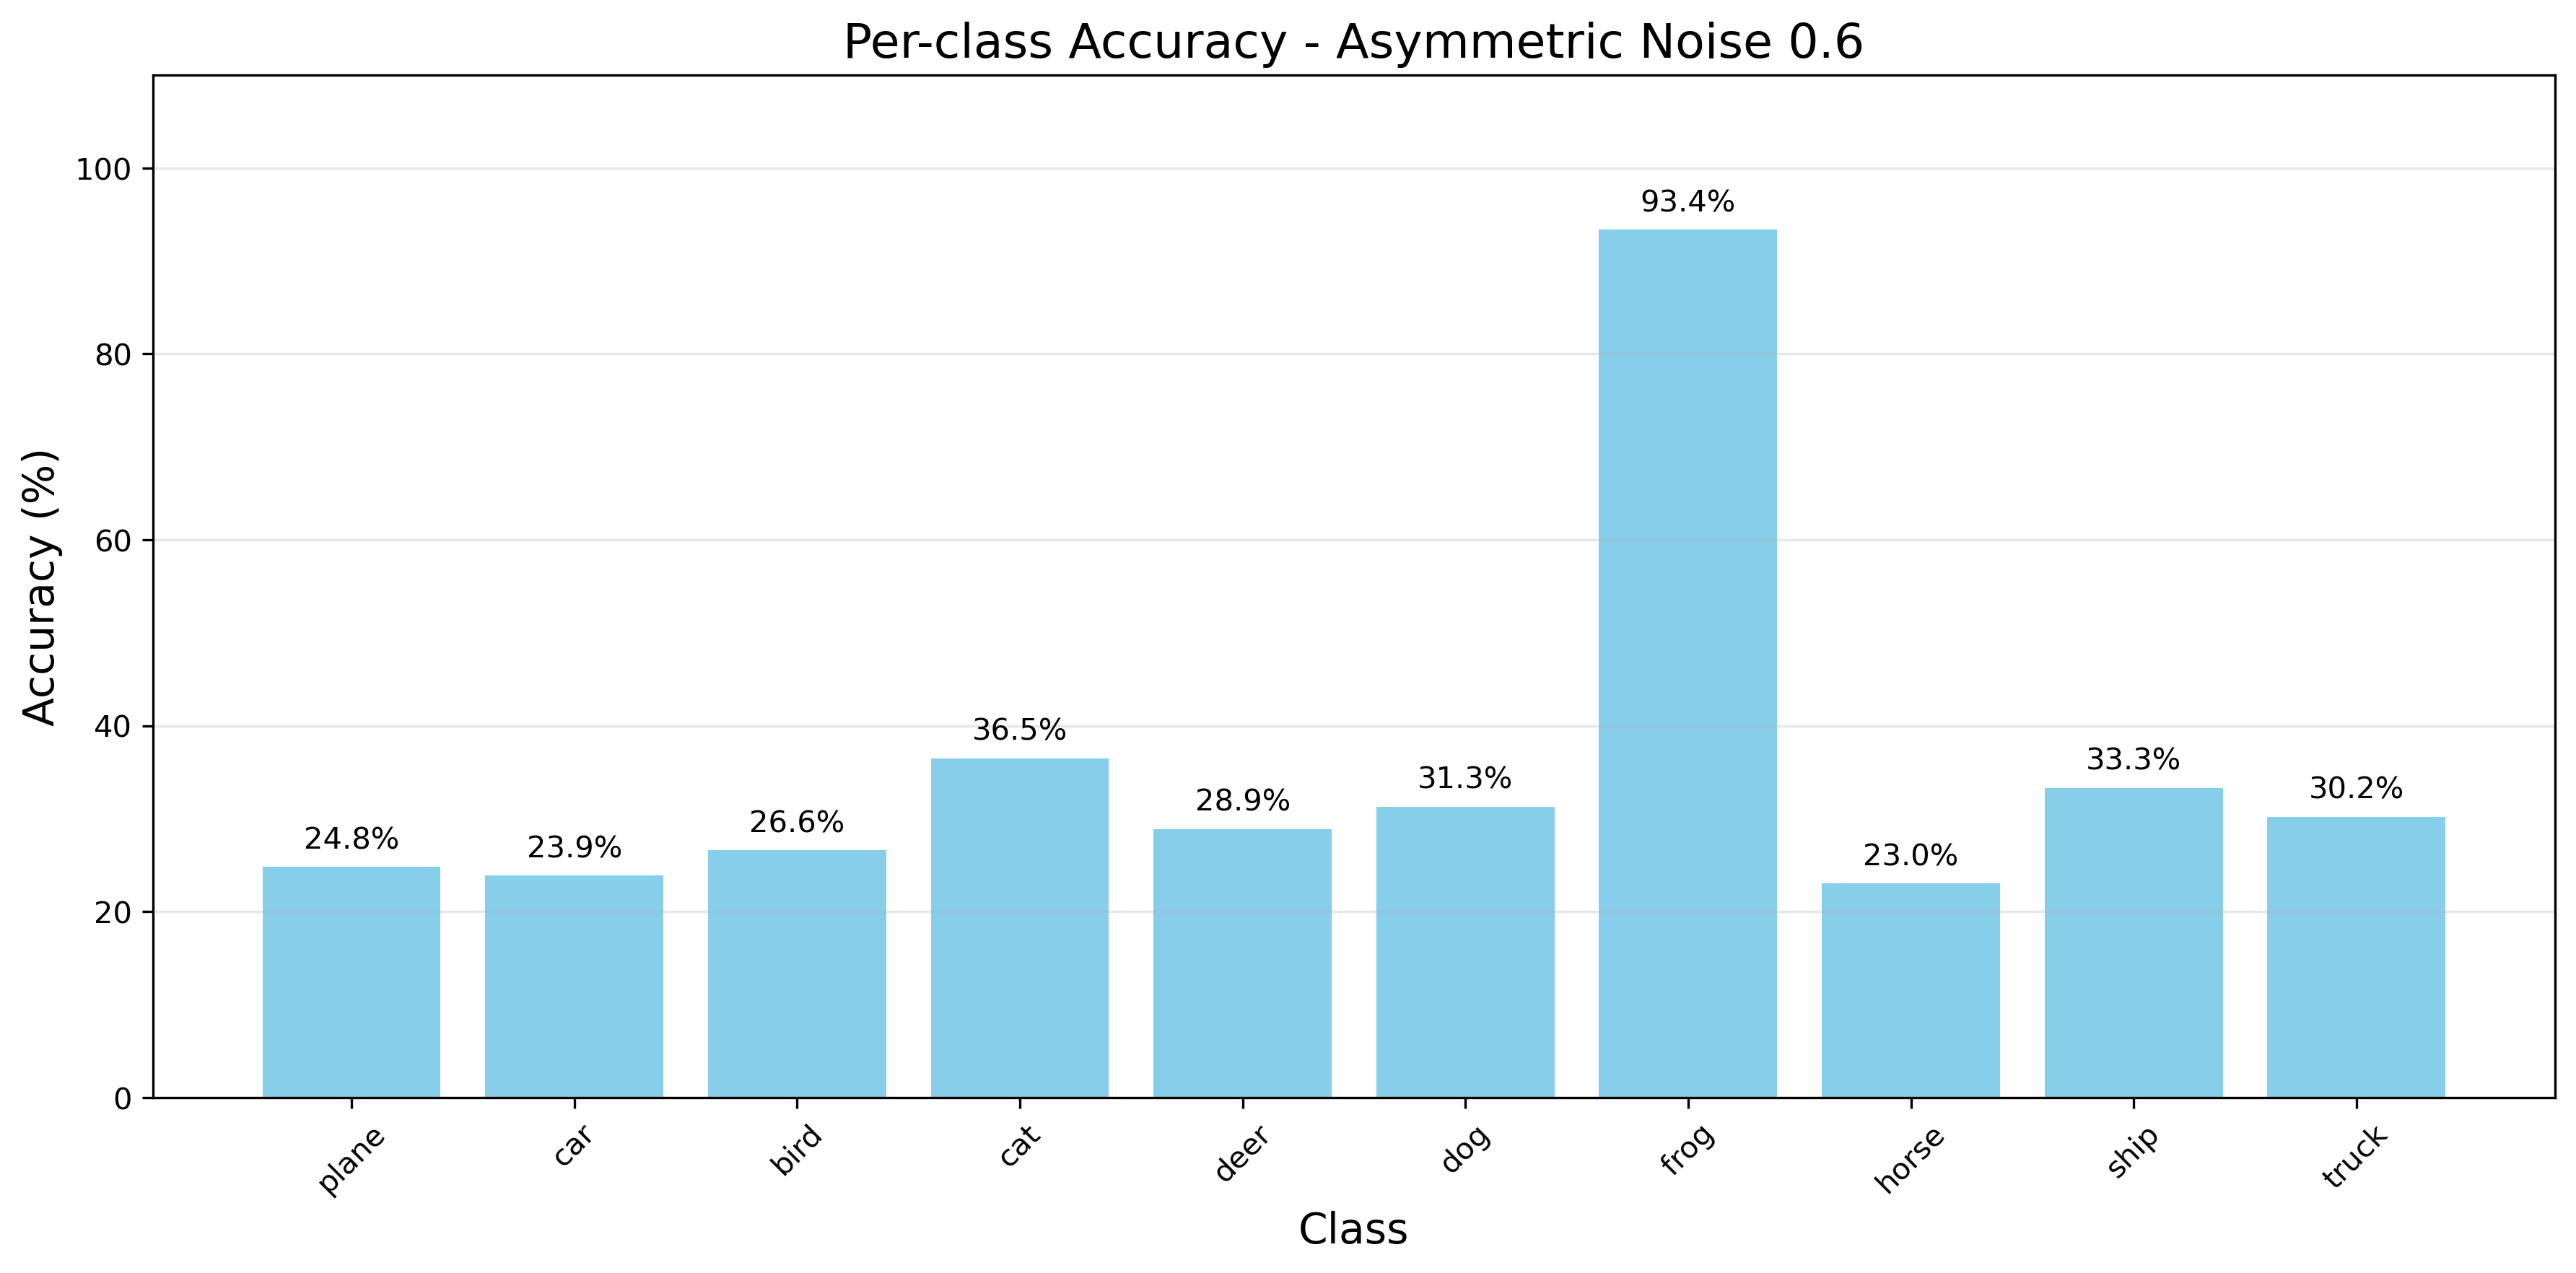 Per-class Accuracy - Asymmetric Noise 0.6
Accuracy (%)
100
80
60
40
20
0
24.8%
23.9%
26.6%
36.5%
28.9%
31.3%
93.4%
23.0%
33.3%
30.2%
plane
car
bird
cat
deer
dog
frog
horse
ship
truck
Class